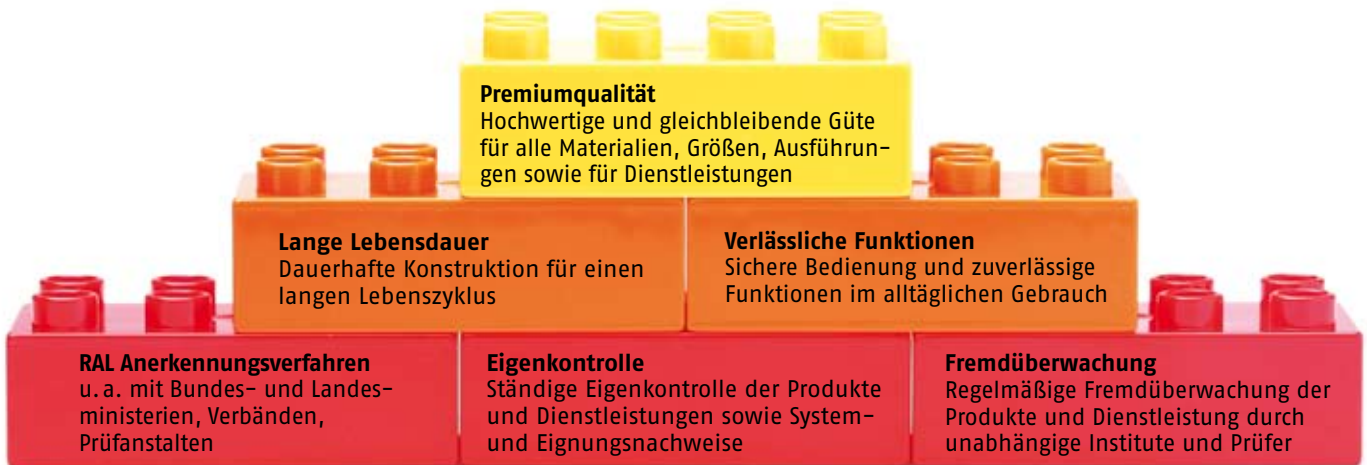 Premiumqualität
Hochwertige und gleichbleibende Güte
für alle Materialien, Größen, Ausführun-
gen sowie für Dienstleistungen
Lange Lebensdauer
Dauerhafte Konstruktion für einen
langen Lebenszyklus
Verlässliche Funktionen
Sichere Bedienung und zuverlässige
Funktionen im alltäglichen Gebrauch
RAL Anerkennungsverfahren
u. a. mit Bundes- und Landes-
ministerien, Verbänden,
Prüfanstalten
Eigenkontrolle
Ständige Eigenkontrolle der Produkte
und Dienstleistungen sowie System-
und Eignungsnachweise
Fremdüberwachung
Regelmäßige Fremdüberwachung der
Produkte und Dienstleistung durch
unabhängige Institute und Prüfer